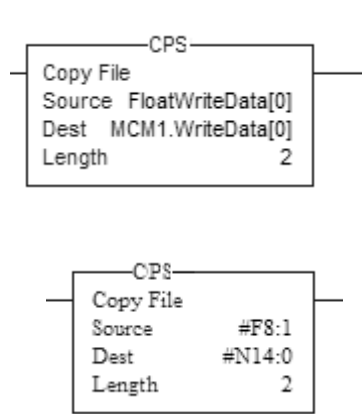 CPS
Copy File
Source FloatWriteData[0]
Dest MCM1.WriteData[0]
Length 2
CPS
Copy File
Source #F8:1
Dest #N14:0
Length 2